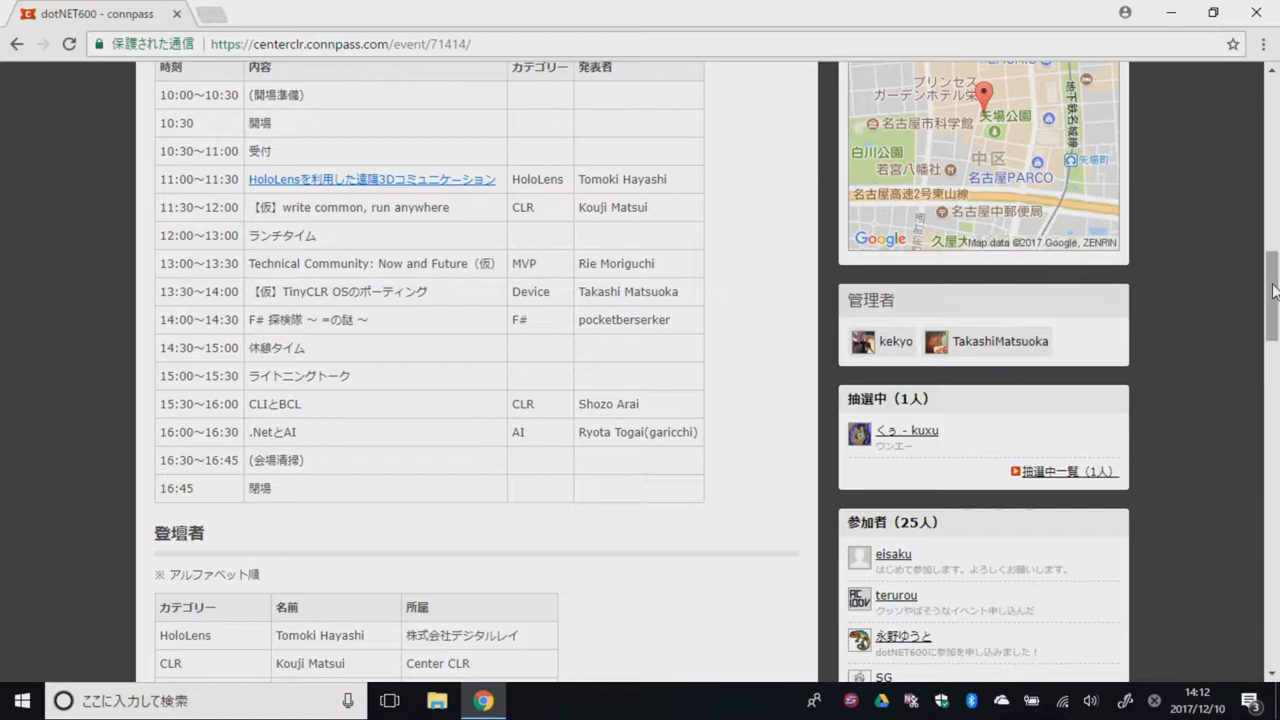 dotNET600 - connpass
保護された通信
https://centerclr.connpass.com/event/71414/
時刻 内容 カテゴリー 発表者
10:00～10:30 (開場準備)
10:30 開場
10:30～11:00 受付
11:00～11:30 HoloLensを利用した遠隔3Dコミュニケーション HoloLens Tomoki Hayashi
11:30～12:00 【仮】write common, run anywhere CLR Kouji Matsui
12:00～13:00 ランチタイム
13:00～13:30 Technical Community: Now and Future（仮） MVP Rie Moriguchi
13:30～14:00 【仮】TinyCLR OSのポーティング Device Takashi Matsuoka
14:00～14:30 F# 探検隊 ～ =の謎 ～ F# pocketberserker
14:30～15:00 休憩タイム
15:00～15:30 ライトニングトーク
15:30～16:00 CLIとBCL CLR Shozo Arai
16:00～16:30 .NetとAI AI Ryota Togai(garicchi)
16:30～16:45 (会場清掃)
16:45 閉場
登壇者
※ アルファベット順
カテゴリー 名前 所属
HoloLens Tomoki Hayashi 株式会社デジタルレイ
CLR Kouji Matsui Center CLR
プリンセス
ガーデンホテル栄
矢場公園
名古屋市科学館
地下鉄名城線
白川公園
中区
矢場町
若宮八幡社
名古屋PARCO
名古屋高速2号東山線
名古屋中郵便局
Google
久屋大
Map data ©2017 Google, ZENRIN
管理者
kekyo TakashiMatsuoka
抽選中（1人）
くぅ - kuxu
ウンエー
抽選中一覧（1人）
参加者（25人）
eisaku
はじめて参加します。よろしくお願いします。
terurou
クッソやばそうなイベント申し込んだ
永野ゆうと
dotNET600に参加を申し込みました！
SG
ここに入力して検索
14:12
2017/12/10
3